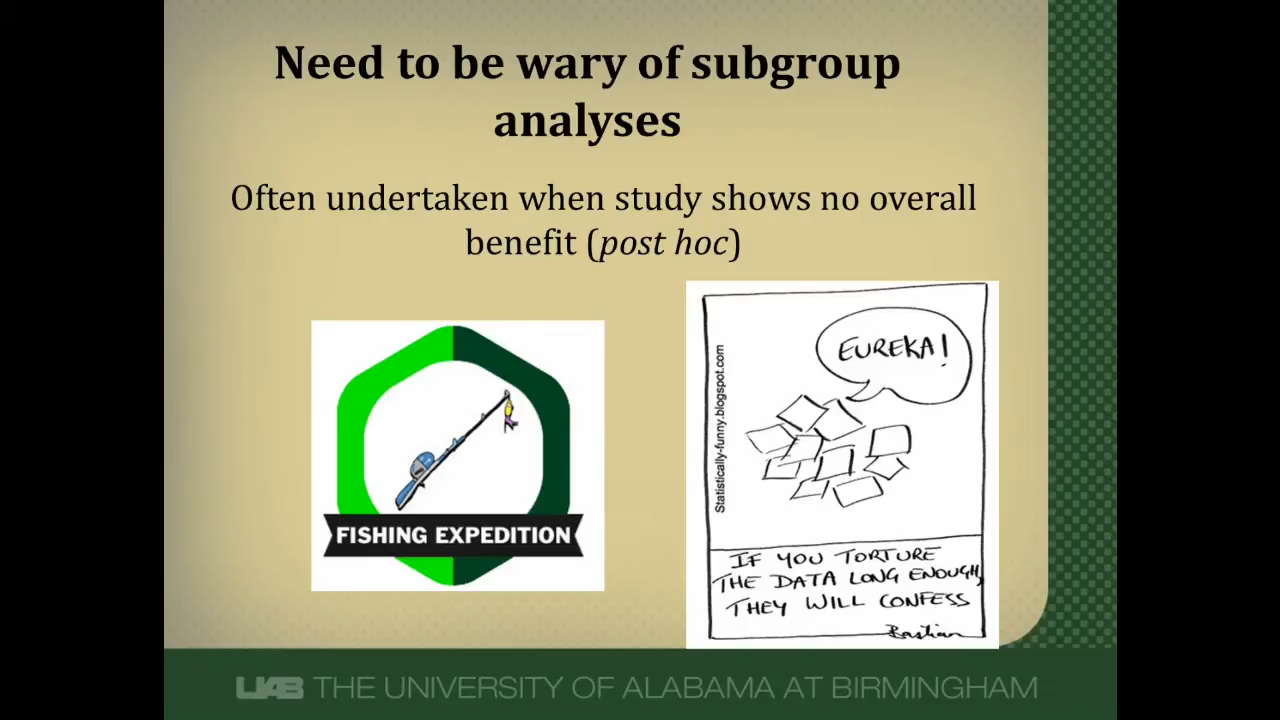 Need to be wary of subgroup
analyses
Often undertaken when study shows no overall
benefit (post hoc)
FISHING EXPEDITION
EUREKA!
Statistically-funny.blogspot.com
IF YOU TORTURE
THE DATA LONG ENOUGH,
THEY WILL CONFESS
Bastian
UAB THE UNIVERSITY OF ALABAMA AT BIRMINGHAM